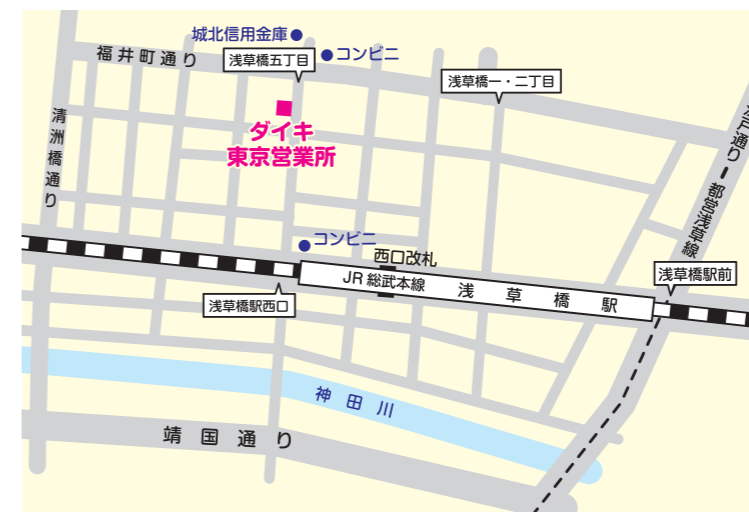 城北信用金庫
コンビニ
福井町通り
浅草橋五丁目
浅草橋一・二丁目
清洲橋通り
ダイキ
東京営業所
江戸通り
都営浅草線
コンビニ
西口改札
JR総武本線 浅草橋駅
浅草橋駅前
浅草橋駅西口
神田川
靖国通り